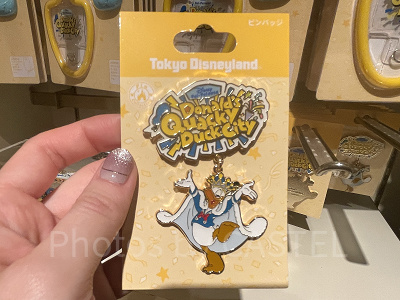 ピンバッジ
Tokyo Disneyland
Donald's
Quacky
Duck City